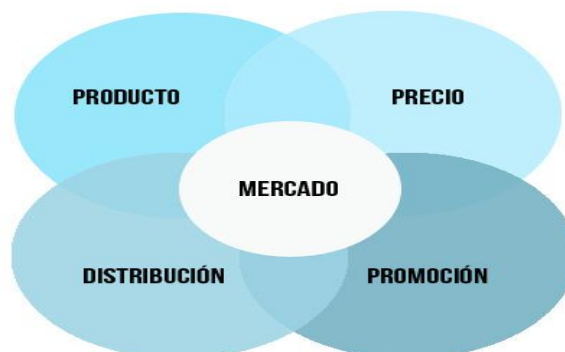 PRODUCTO
PRECIO
MERCADO
DISTRIBUCIÓN
PROMOCIÓN